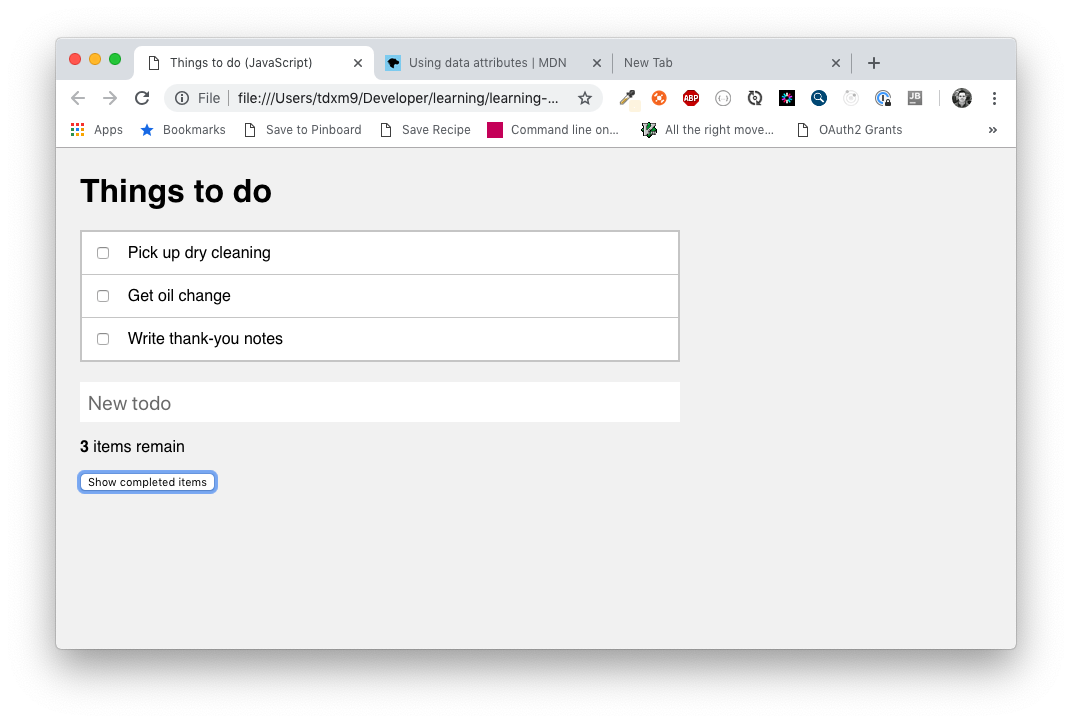 Things to do (JavaScript) Using data attributes | MDN New Tab
File file:///Users/tdxm9/Developer/learning/learning-... ABP JB
Apps Bookmarks Save to Pinboard Save Recipe Command line on... All the right move... OAuth2 Grants »
Things to do
Pick up dry cleaning
Get oil change
Write thank-you notes
New todo
3 items remain
Show completed items